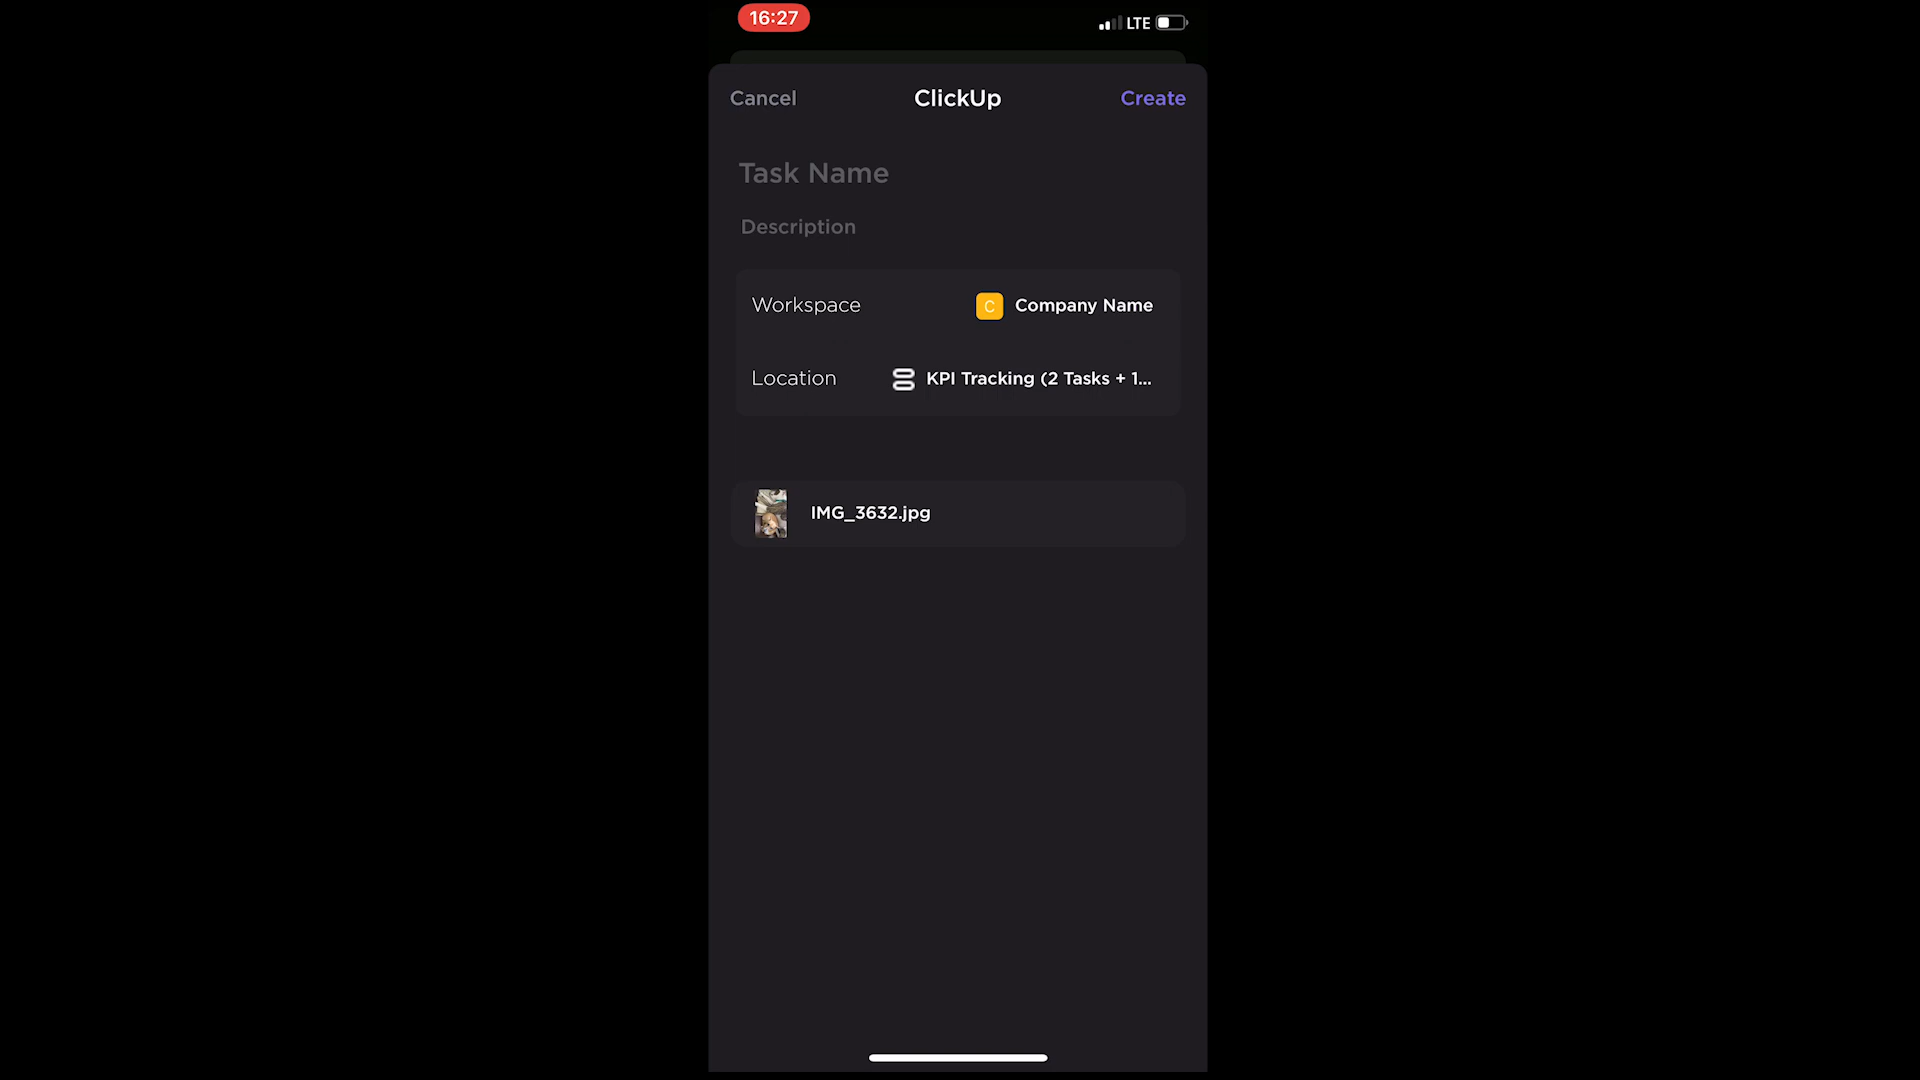 16:27
LTE
Cancel
ClickUp
Create
Task Name
Description
Workspace
C
Company Name
Location
KPI Tracking (2 Tasks + 1...
IMG_3632.jpg